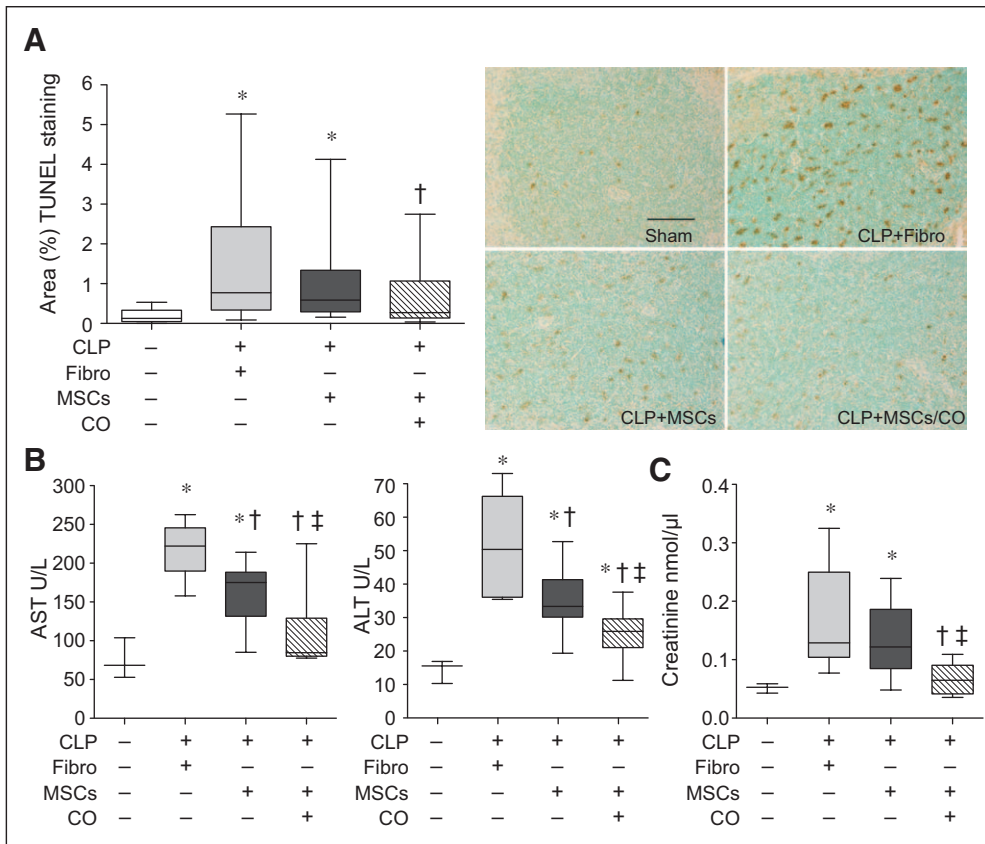 A
Area (%) TUNEL staining
6
5
4
3
2
1
0
*
*
†
CLP – + + +
Fibro – + – –
MSCs – – + +
CO – – – +
Sham
CLP+Fibro
CLP+MSCs
CLP+MSCs/CO
B
AST U/L
300
250
200
150
100
50
0
*
*†
†‡
CLP – + + +
Fibro – + – –
MSCs – – + +
CO – – – +
ALT U/L
70
60
50
40
30
20
10
0
*
*†
*†‡
CLP – + + +
Fibro – + – –
MSCs – – + +
CO – – – +
C
Creatinine nmol/µl
0.4
0.3
0.2
0.1
0.0
*
*
†‡
CLP – + + +
Fibro – + – –
MSCs – – + +
CO – – – +